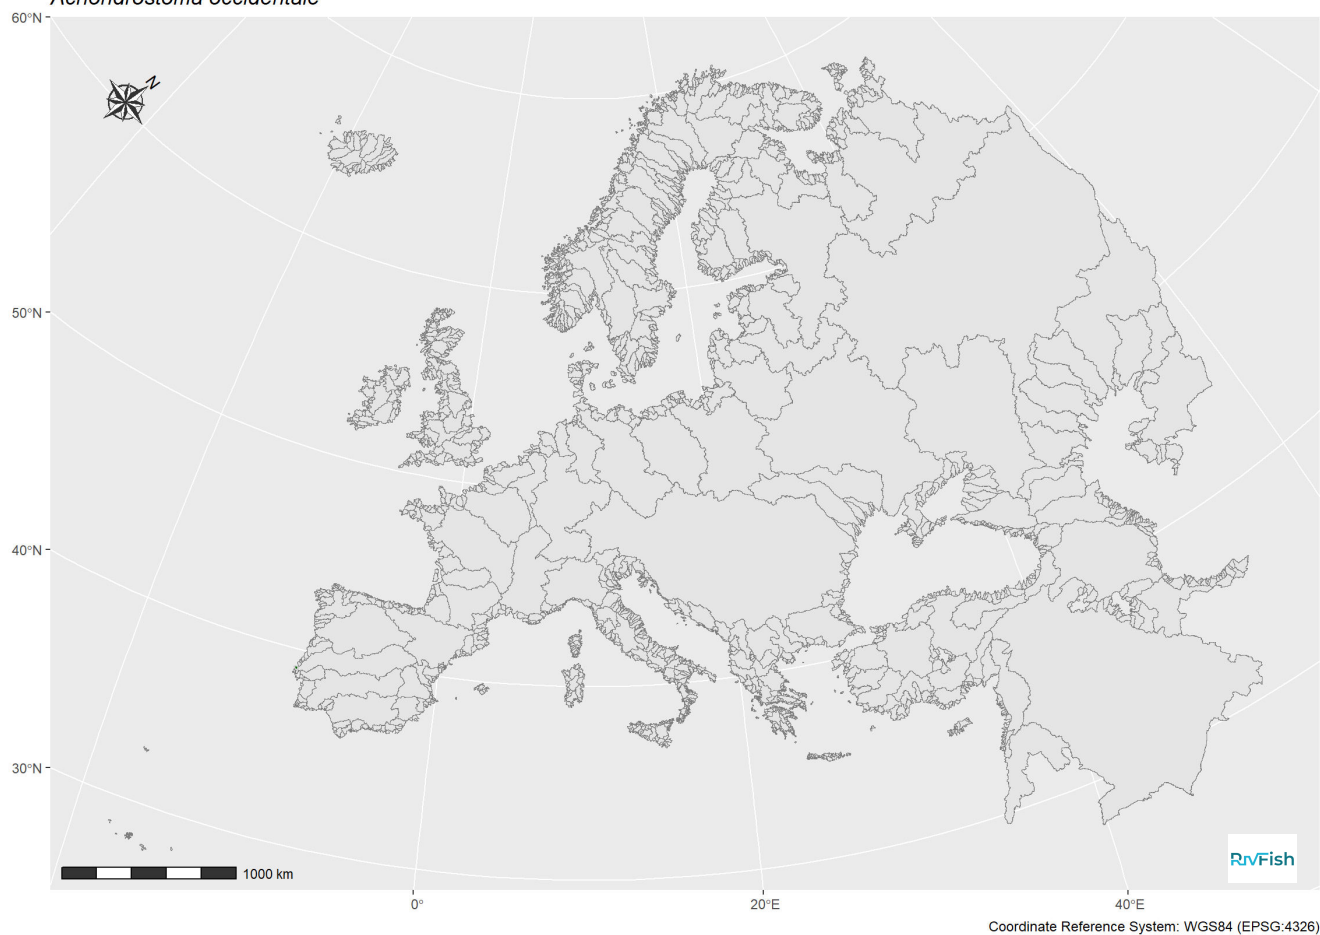 Achondrostoma occidentale
60°N
N
50°N
40°N
30°N
RivFish
1000 km
0°
20°E
40°E
Coordinate Reference System: WGS84 (EPSG:4326)